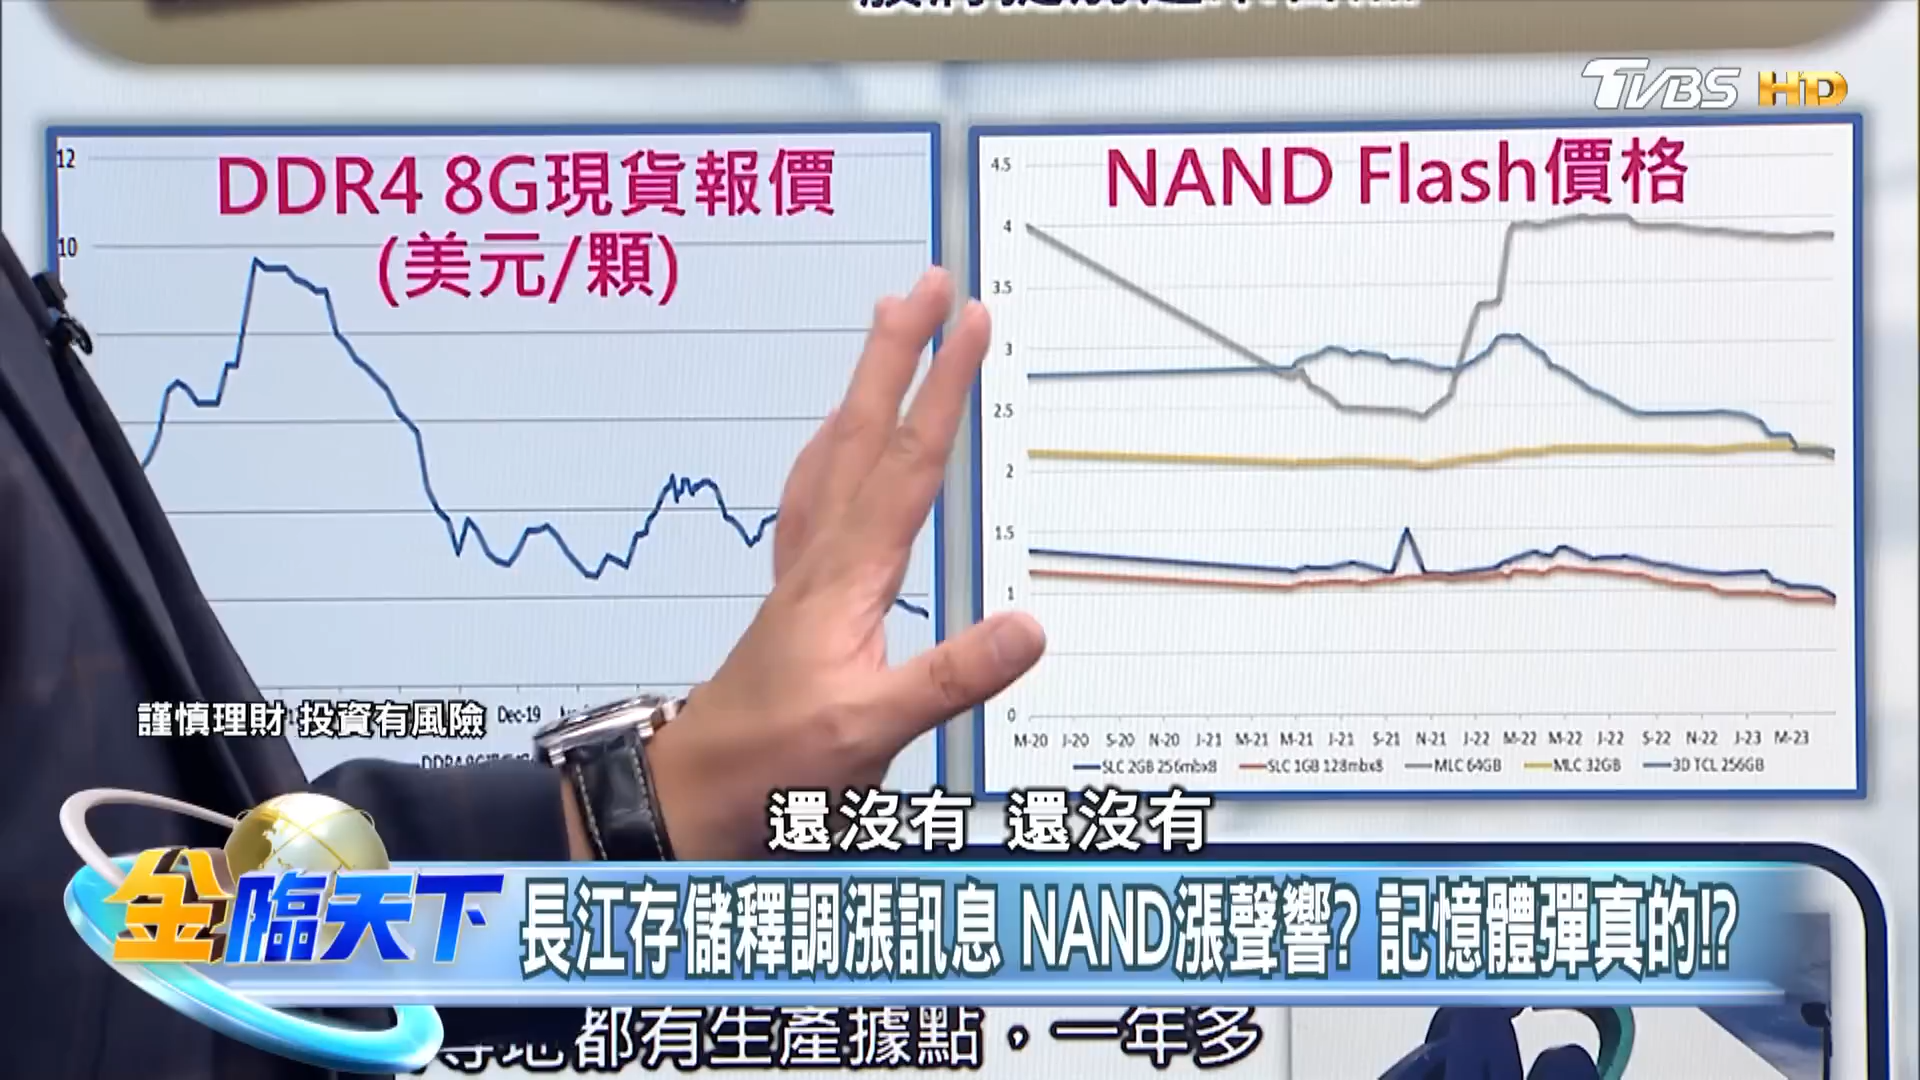 TVBS HD
DDR4 8G現貨報價
(美元/顆)
12
10
Dec-19
NAND Flash價格
4.5
4
3.5
3
2.5
2
1.5
1
0
M-20 J-20 S-20 N-20 J-21 M-21 M-21 J-21 S-21 N-21 J-22 M-22 M-22 J-22 S-22 N-22 J-23 M-23
SLC 2GB 256mbx8 SLC 1GB 128mbx8 MLC 64GB MLC 32GB 3D TCL 256GB
謹慎理財 投資有風險
還沒有 還沒有
金臨天下
長江存儲釋調漲訊息 NAND漲聲響? 記憶體彈真的!?
都有生產據點，一年多